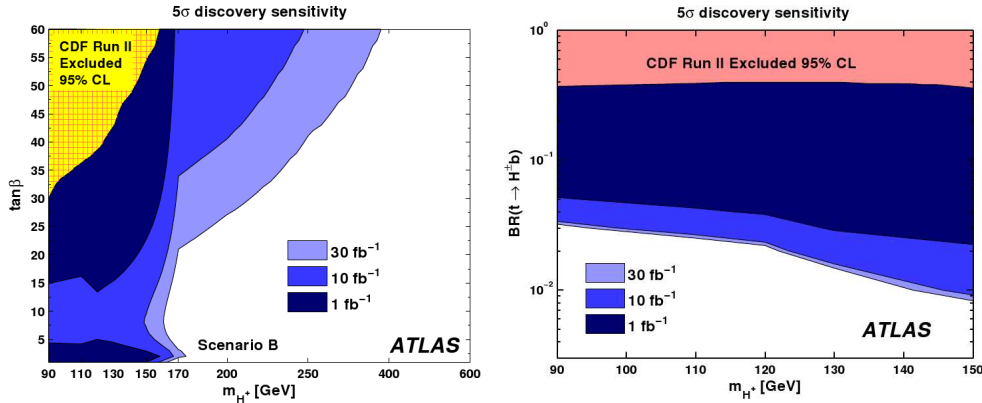 5σ discovery sensitivity
60
55
50
45
40
35
30
25
20
15
10
5
tanβ
CDF Run II
Excluded
95% CL
30 fb⁻¹
10 fb⁻¹
1 fb⁻¹
Scenario B
ATLAS
90 110 130 150 170 200 250 400 600
m_H⁺ [GeV]
5σ discovery sensitivity
10⁰
10⁻¹
10⁻²
BR(t → H±b)
CDF Run II Excluded 95% CL
30 fb⁻¹
10 fb⁻¹
1 fb⁻¹
ATLAS
90 100 110 120 130 140 150
m_H⁺ [GeV]